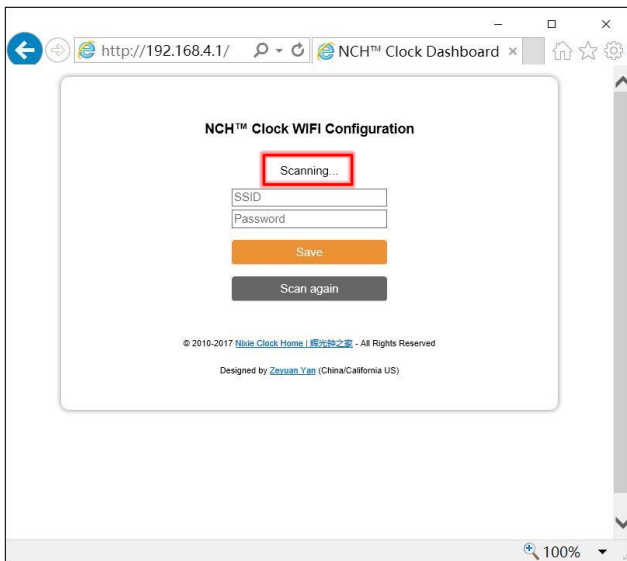 http://192.168.4.1/ NCH™ Clock Dashboard
NCH™ Clock WIFI Configuration
Scanning...
SSID
Password
Save
Scan again
© 2010-2017 Nixie Clock Home | 辉光钟之家 - All Rights Reserved
Designed by Zeyuan Yan (China/California US)
100%